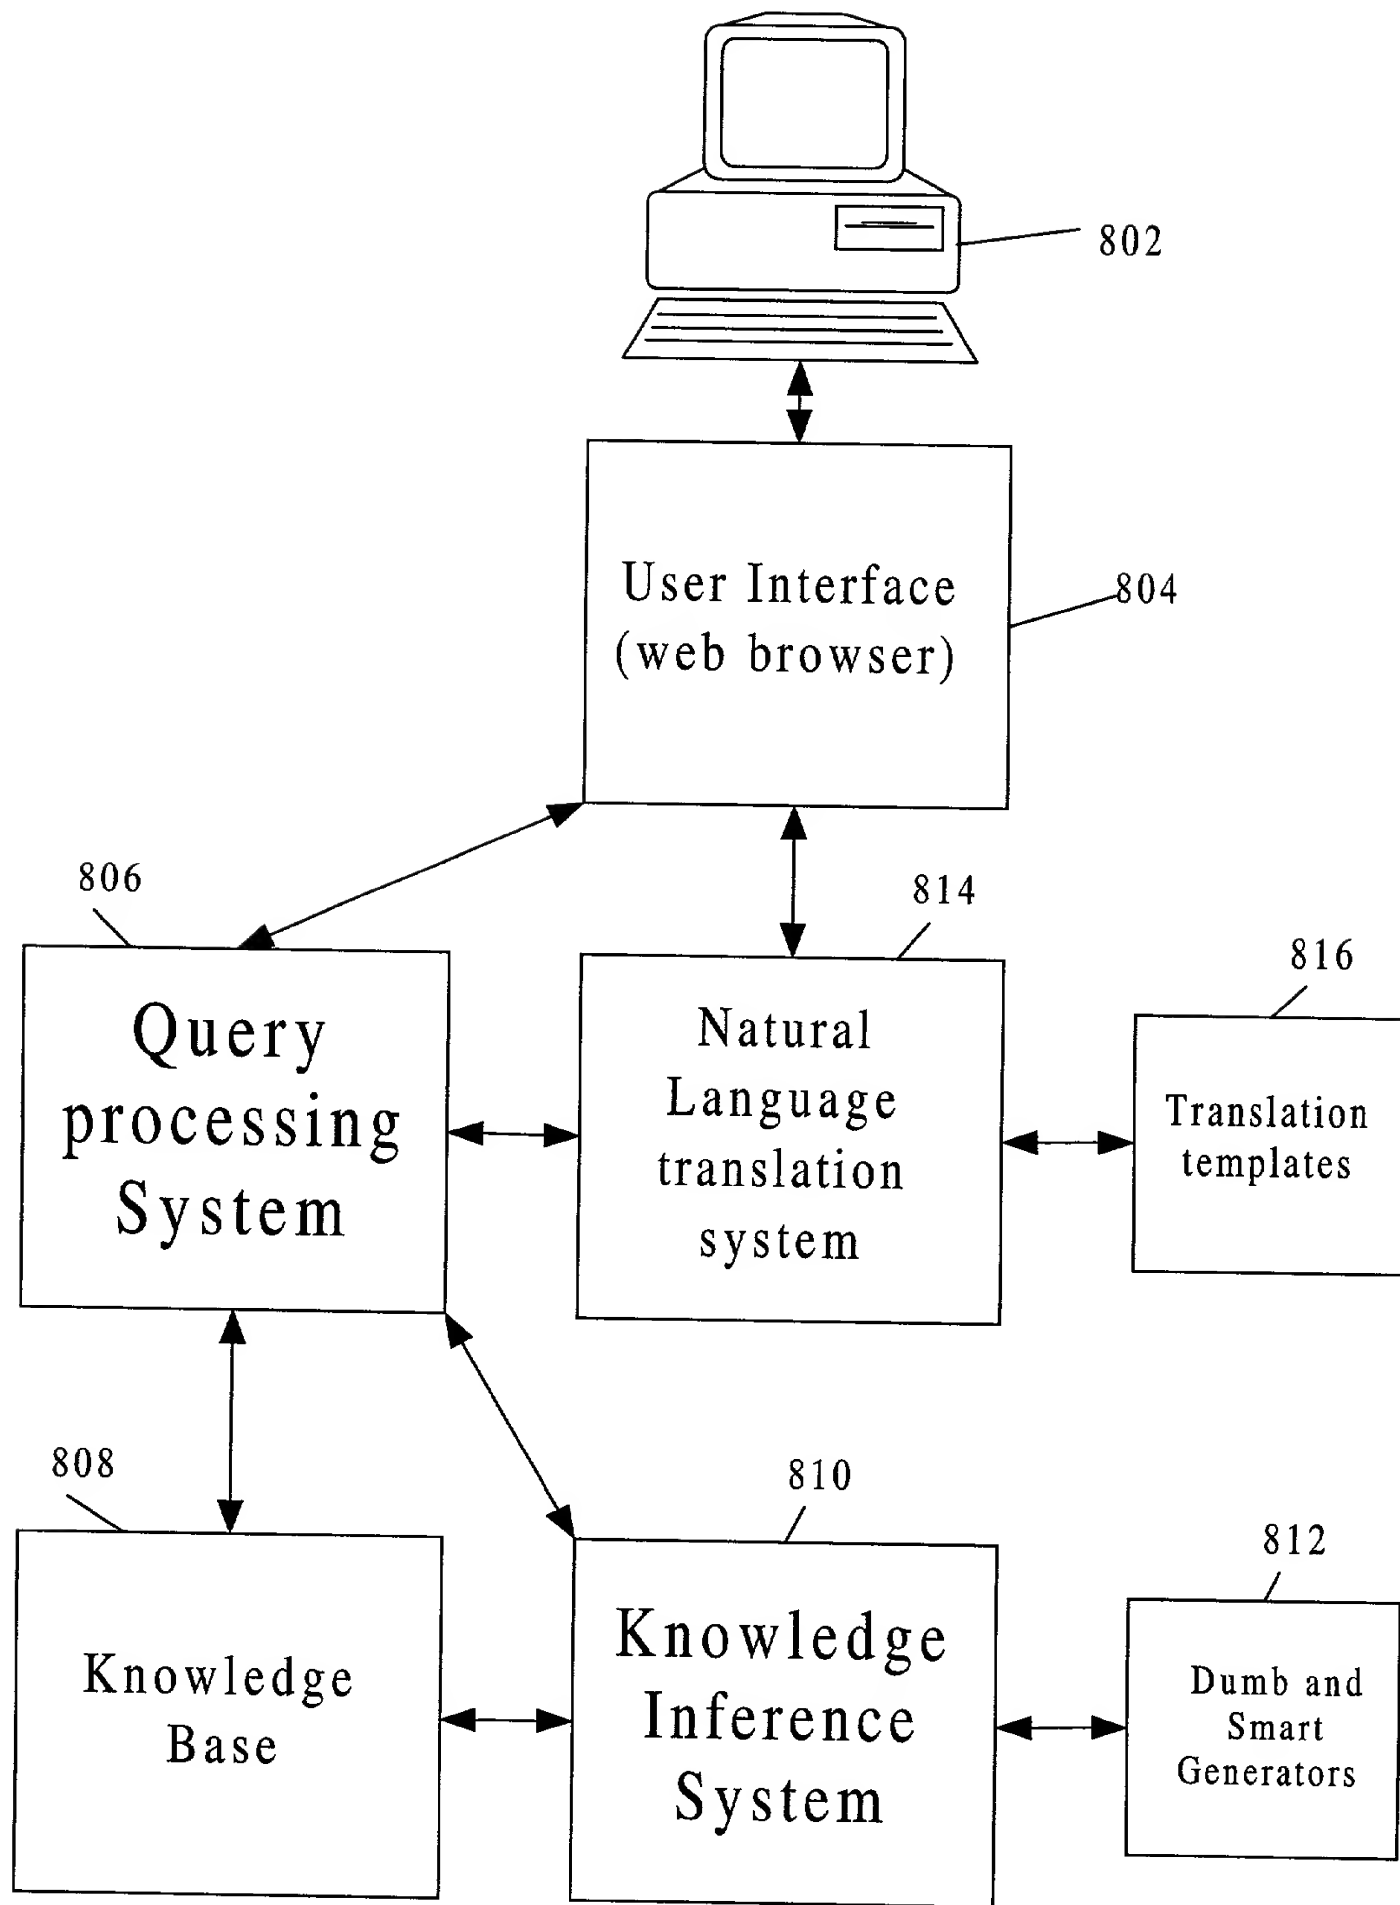 802
User Interface
(web browser)
804
806
814
816
Query
processing
System
Natural
Language
translation
system
Translation
templates
808
810
812
Knowledge
Base
Knowledge
Inference
System
Dumb and
Smart
Generators